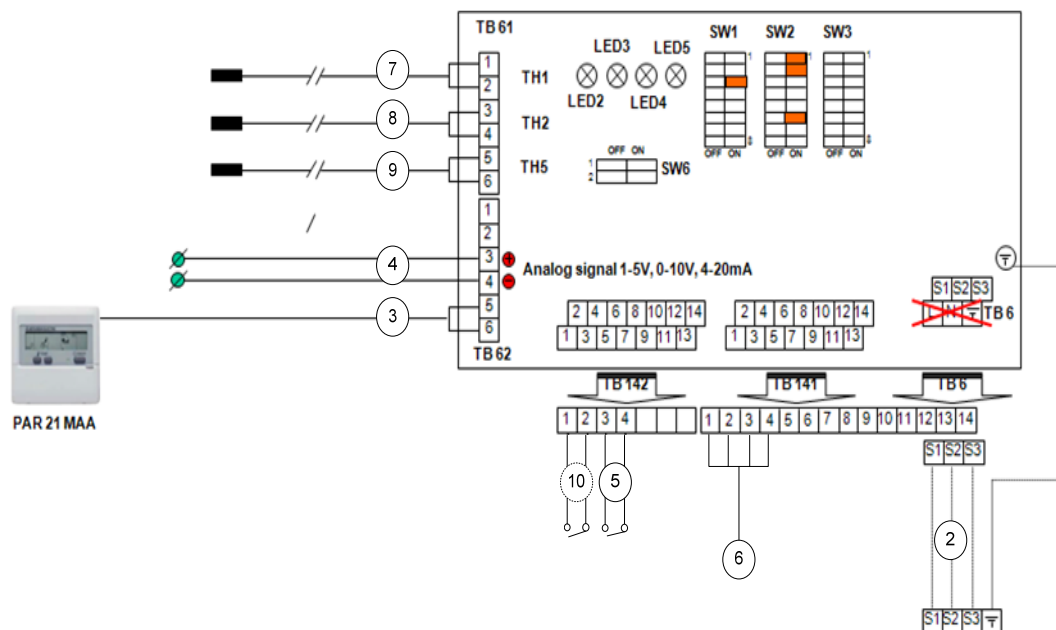 TB 61
SW1 SW2 SW3
LED3 LED5
1 1 1
7 1
2 TH1
LED2 LED4
8 3
4 TH2
8 8
OFF ON OFF ON OFF ON
9 5
6 TH5
OFF ON
1
2 SW6
1
2
4 3
4 Analog signal 1-5V, 0-10V, 4-20mA
3 5
6
TB 62
S1 S2 S3
L N TB 6
2 4 6 8 10 12 14
1 3 5 7 9 11 13
2 4 6 8 10 12 14
1 3 5 7 9 11 13
PAR 21 MAA
TB 142 TB 141 TB 6
1 2 3 4
1 2 3 4 5 6 7 8 9 10 11 12 13 14
S1 S2 S3
10 5
6
2
S1 S2 S3